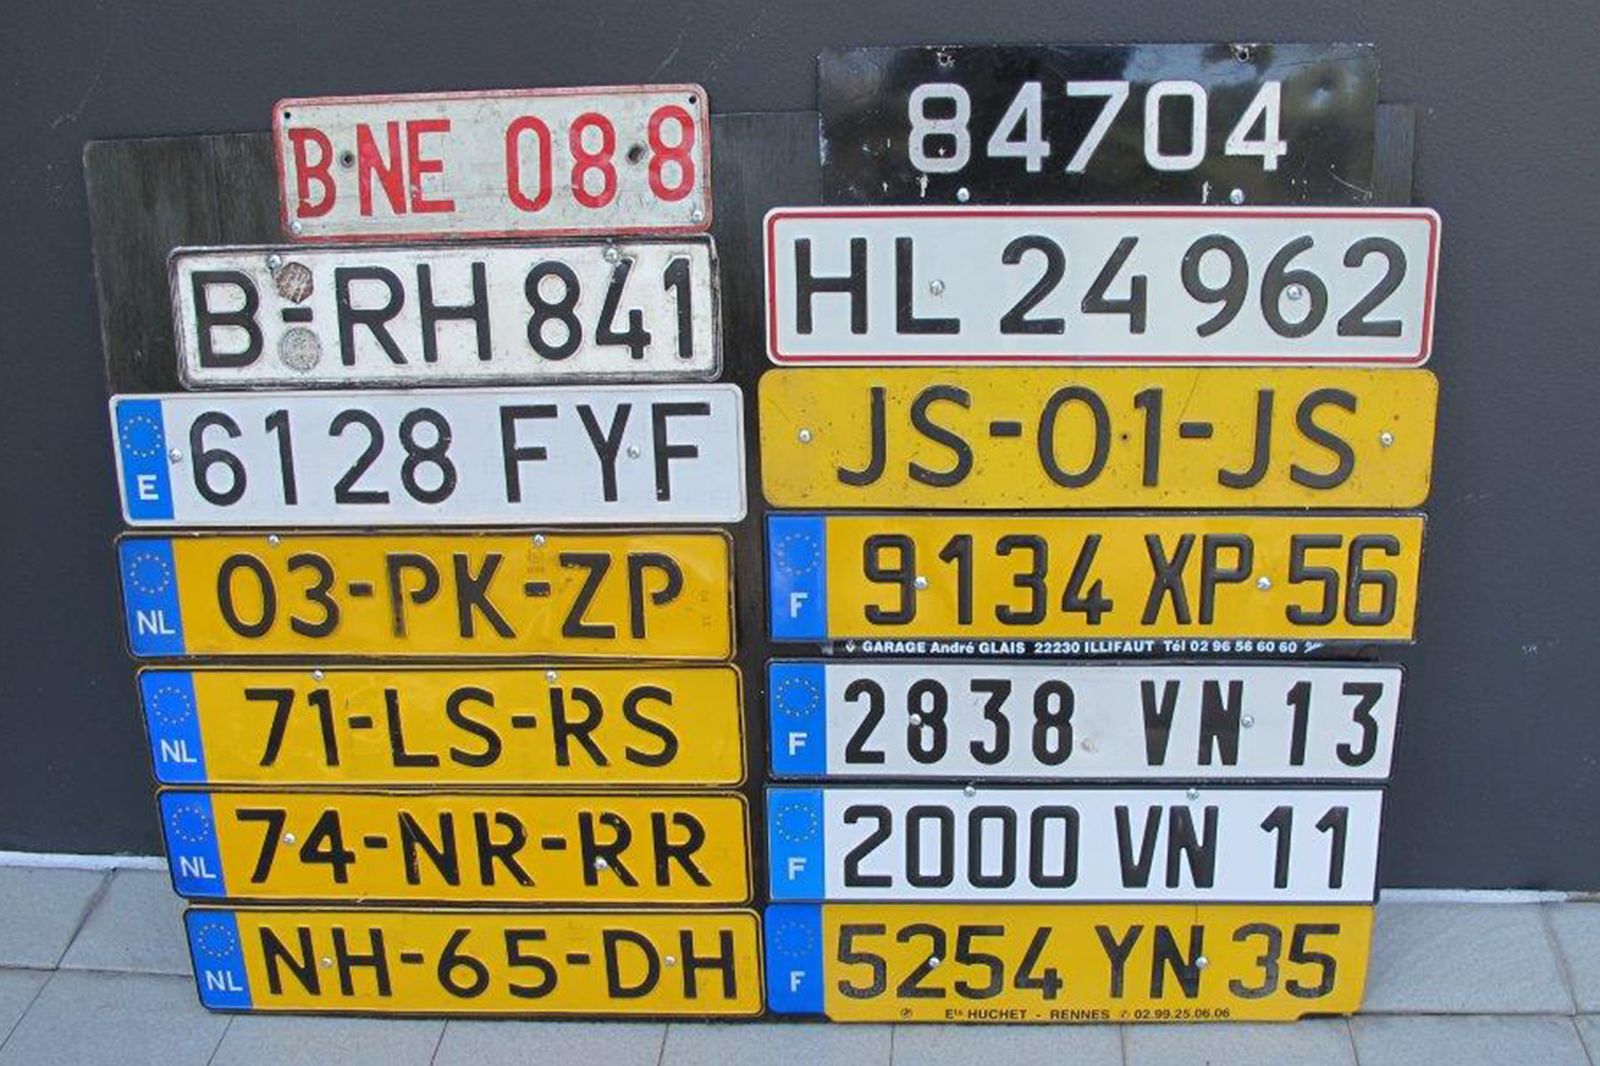 BNE 088
B-RH 841
E 6128 FYF
NL 03-PK-ZP
NL 71-LS-RS
NL 74-NR-RR
NL NH-65-DH
84704
HL 24 962
JS-01-JS
F 9134 XP 56
GARAGE André GLAIS 22230 ILLIFAUT Tél 02 96 56 60 60
F 2838 VN 13
F 2000 VN 11
F 5254 YN 35
Ets HUCHET - RENNES ✆ 02.99.25.06.06